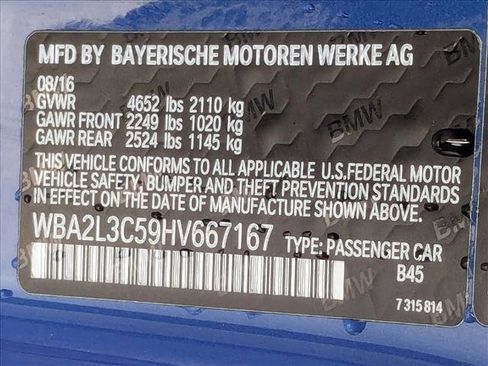 MFD BY BAYERISCHE MOTOREN WERKE AG
08/16
GVWR 4652 lbs 2110 kg
GAWR FRONT 2249 lbs 1020 kg
GAWR REAR 2524 lbs 1145 kg
THIS VEHICLE CONFORMS TO ALL APPLICABLE U.S.FEDERAL MOTOR
VEHICLE SAFETY, BUMPER AND THEFT PREVENTION STANDARDS
IN EFFECT ON THE DATE OF MANUFACTURE SHOWN ABOVE.
WBA2L3C59HV667167 TYPE: PASSENGER CAR
B45
7 315 814